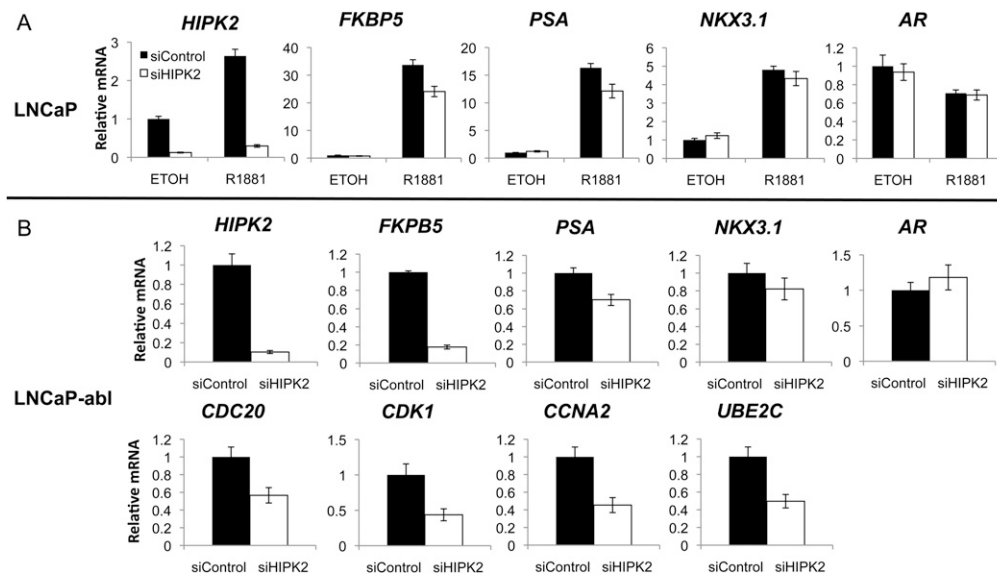 A
HIPK2
FKBP5
PSA
NKX3.1
AR
LNCaP
Relative mRNA
3
2
1
0
siControl
siHIPK2
ETOH R1881
40
30
20
10
0
ETOH R1881
20
15
10
5
0
ETOH R1881
6
5
4
3
2
1
0
ETOH R1881
1.2
1
0.8
0.6
0.4
0.2
0
ETOH R1881
B
HIPK2
FKPB5
PSA
NKX3.1
AR
LNCaP-abl
Relative mRNA
1.2
1
0.8
0.6
0.4
0.2
0
siControl siHIPK2
1.2
1
0.8
0.6
0.4
0.2
0
siControl siHIPK2
1.2
1
0.8
0.6
0.4
0.2
0
siControl siHIPK2
1.2
1
0.8
0.6
0.4
0.2
0
siControl siHIPK2
1.5
1
0.5
0
siControl siHIPK2
CDC20
CDK1
CCNA2
UBE2C
Relative mRNA
1.2
1
0.8
0.6
0.4
0.2
0
siControl siHIPK2
1.5
1
0.5
0
siControl siHIPK2
1.2
1
0.8
0.6
0.4
0.2
0
siControl siHIPK2
1.2
1
0.8
0.6
0.4
0.2
0
siControl siHIPK2